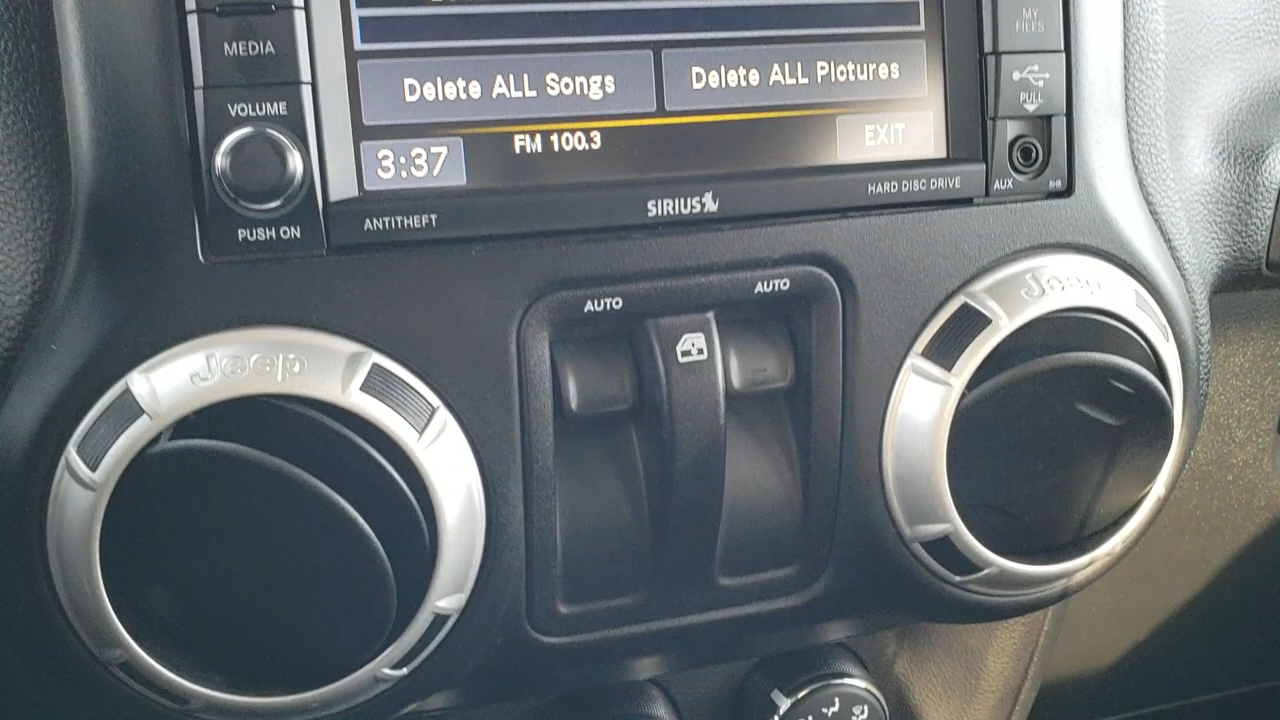 MEDIA
MY
FILES
Delete ALL Songs
Delete ALL Pictures
PULL
VOLUME
FM 100.3
EXIT
3:37
AUX
HARD DISC DRIVE
SIRIUS
ANTITHEFT
PUSH ON
AUTO
AUTO
Jeep
Jeep